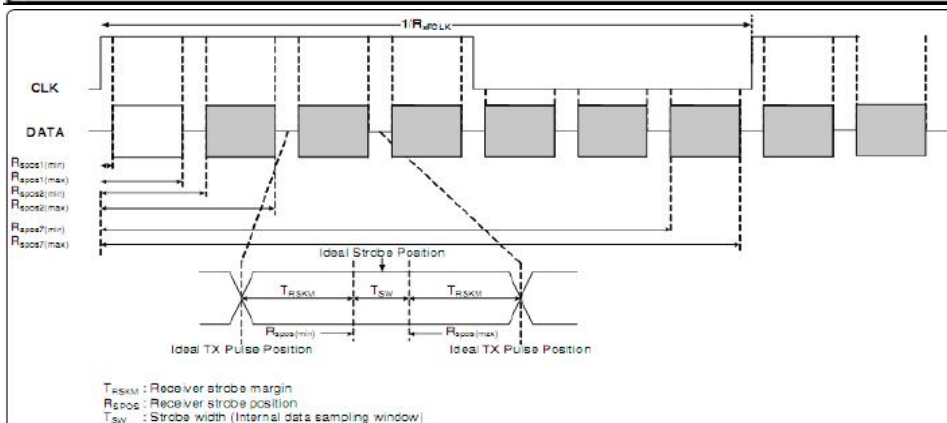 1/RxFCLK
CLK
DATA
Rspos1(min)
Rspos1(max)
Rspos2(min)
Rspos2(max)
Rspos7(min)
Rspos7(max)
Ideal Strobe Position
TRSKM TSW TRSKM
Rspos(min) Rspos(max)
Ideal TX Pulse Position Ideal TX Pulse Position
TRSKM : Receiver strobe margin
RSPOS : Receiver strobe position
TSW : Strobe width (Internal data sampling window)